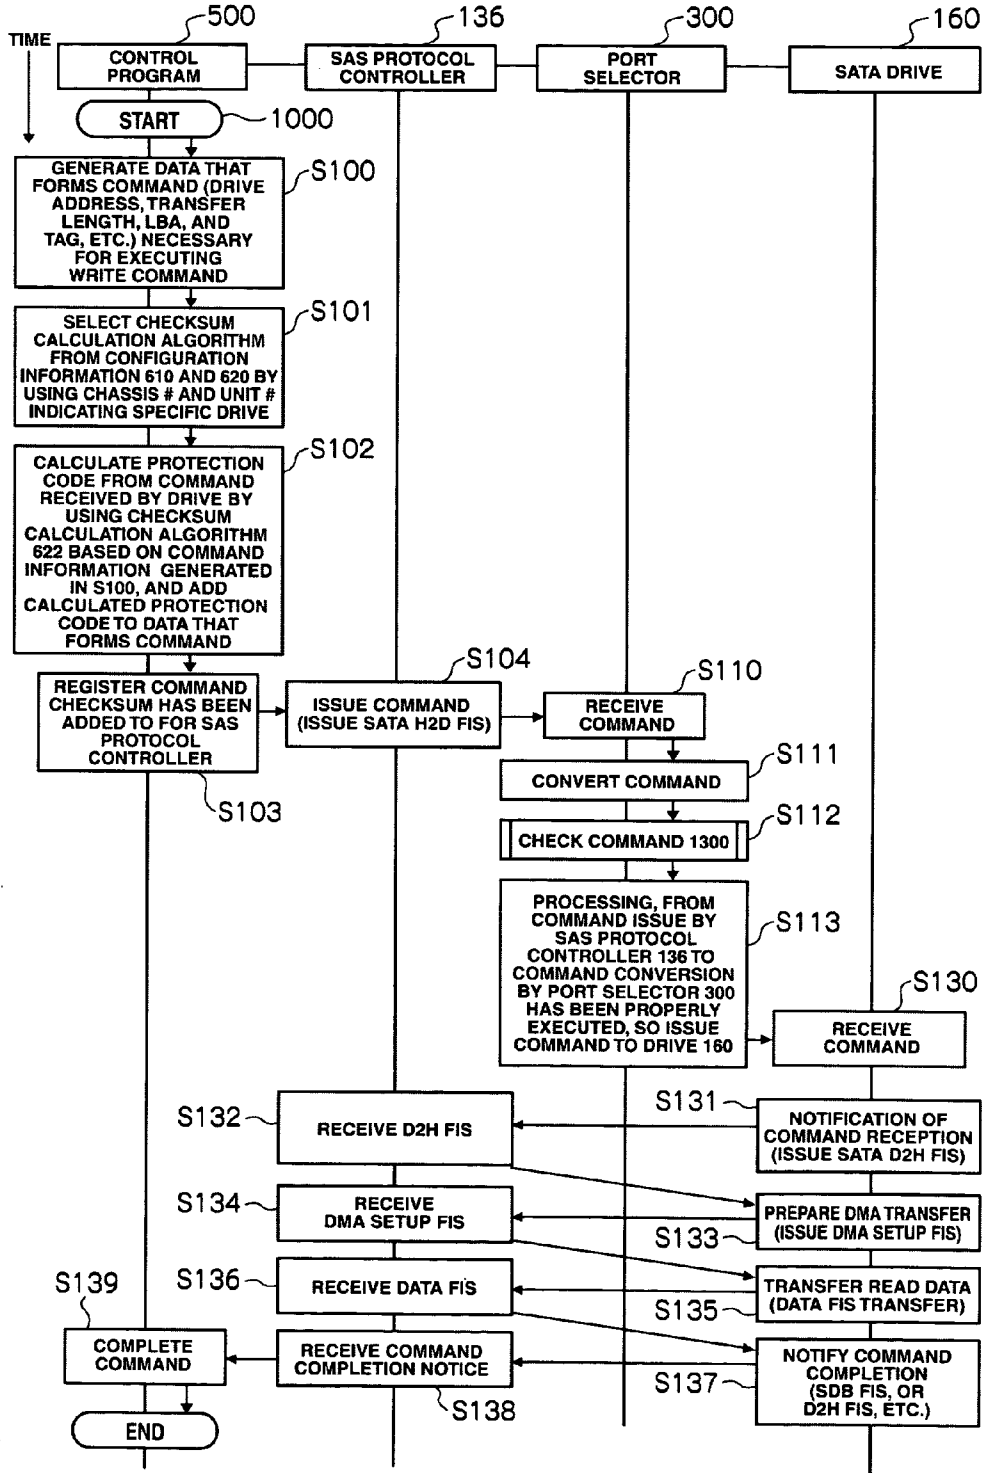 500
136
300
160
TIME
CONTROL
PROGRAM
SAS PROTOCOL
CONTROLLER
PORT
SELECTOR
SATA DRIVE
START
1000
GENERATE DATA THAT
FORMS COMMAND (DRIVE
ADDRESS, TRANSFER
LENGTH, LBA, AND
TAG, ETC.) NECESSARY
FOR EXECUTING
WRITE COMMAND
S100
SELECT CHECKSUM
CALCULATION ALGORITHM
FROM CONFIGURATION
INFORMATION 610 AND 620 BY
USING CHASSIS # AND UNIT #
INDICATING SPECIFIC DRIVE
S101
CALCULATE PROTECTION
CODE FROM COMMAND
RECEIVED BY DRIVE BY
USING CHECKSUM
CALCULATION ALGORITHM
622 BASED ON COMMAND
INFORMATION GENERATED
IN S100, AND ADD
CALCULATED PROTECTION
CODE TO DATA THAT
FORMS COMMAND
S102
REGISTER COMMAND
CHECKSUM HAS BEEN
ADDED TO FOR SAS
PROTOCOL
CONTROLLER
S103
ISSUE COMMAND
(ISSUE SATA H2D FIS)
S104
RECEIVE
COMMAND
S110
CONVERT COMMAND
S111
CHECK COMMAND 1300
S112
PROCESSING, FROM
COMMAND ISSUE BY
SAS PROTOCOL
CONTROLLER 136 TO
COMMAND CONVERSION
BY PORT SELECTOR 300
HAS BEEN PROPERLY
EXECUTED, SO ISSUE
COMMAND TO DRIVE 160
S113
RECEIVE
COMMAND
S130
S131
NOTIFICATION OF
COMMAND RECEPTION
(ISSUE SATA D2H FIS)
S132
RECEIVE D2H FIS
S134
RECEIVE
DMA SETUP FIS
PREPARE DMA TRANSFER
(ISSUE DMA SETUP FIS)
S133
S136
RECEIVE DATA FIS
TRANSFER READ DATA
(DATA FIS TRANSFER)
S135
S139
COMPLETE
COMMAND
RECEIVE COMMAND
COMPLETION NOTICE
S138
NOTIFY COMMAND
COMPLETION
(SDB FIS, OR
D2H FIS, ETC.)
S137
END